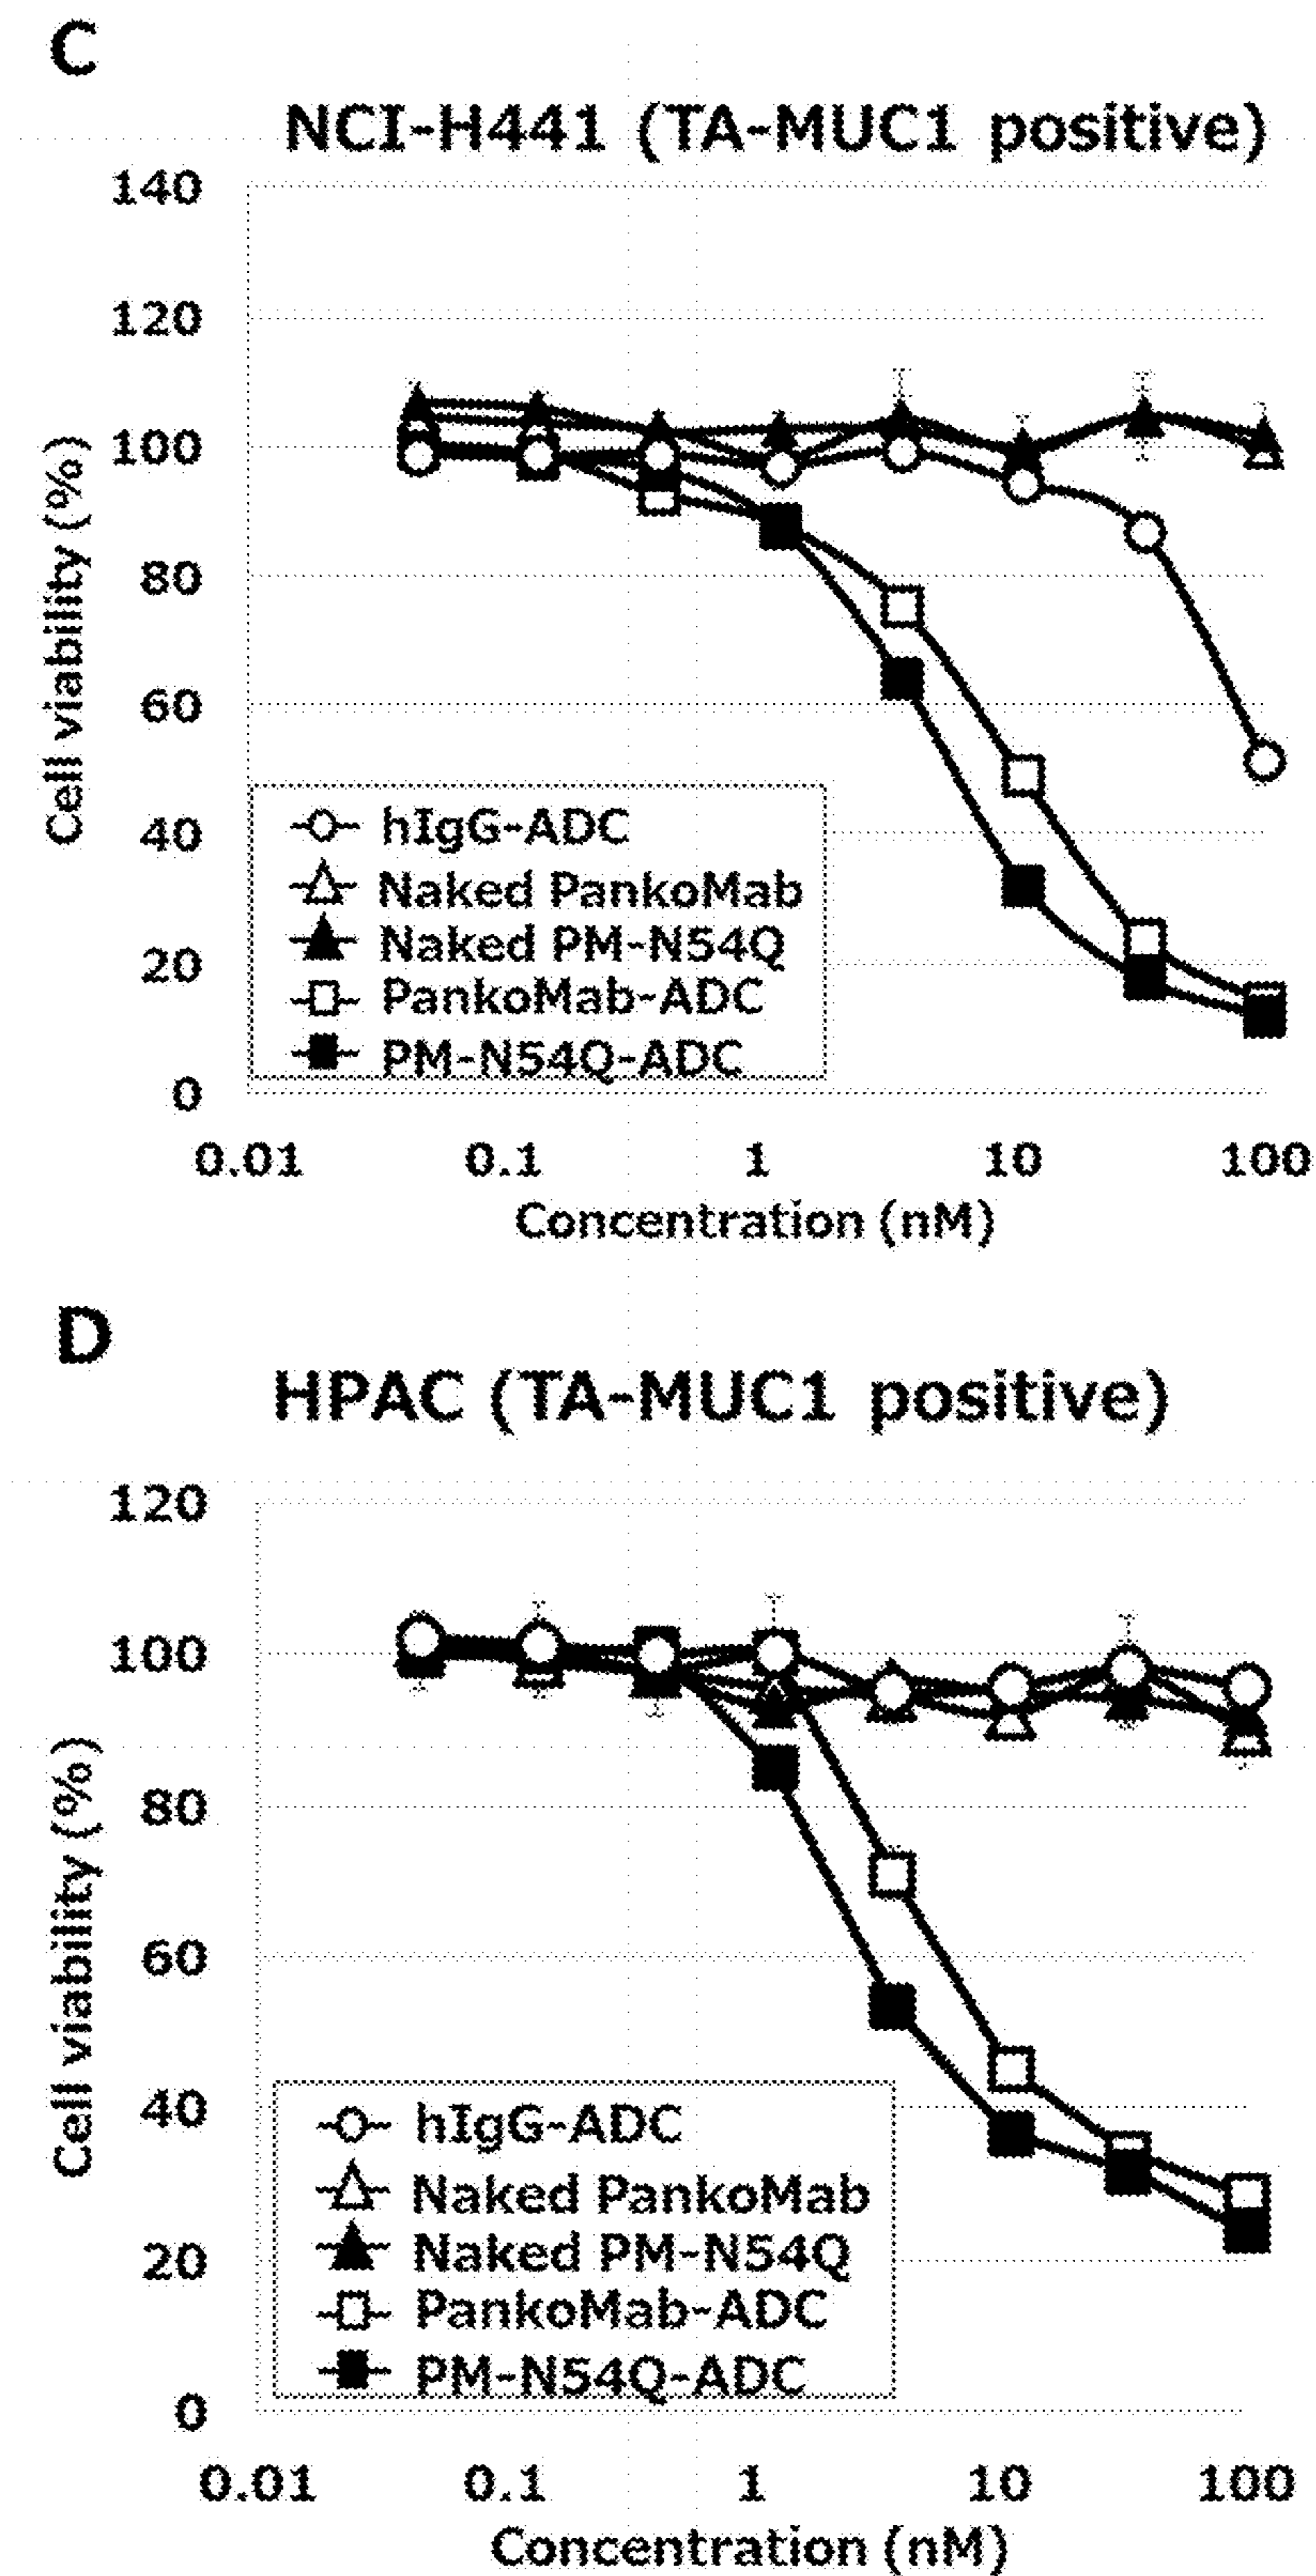 C
NCI-H441 (TA-MUC1 positive)
140
120
100
80
60
40
20
0
Cell viability (%)
hIgG-ADC
Naked PankoMab
Naked PM-N54Q
PankoMab-ADC
PM-N54Q-ADC
0.01 0.1 1 10 100
Concentration (nM)
D
HPAC (TA-MUC1 positive)
120
100
80
60
40
20
0
Cell viability (%)
hIgG-ADC
Naked PankoMab
Naked PM-N54Q
PankoMab-ADC
PM-N54Q-ADC
0.01 0.1 1 10 100
Concentration (nM)